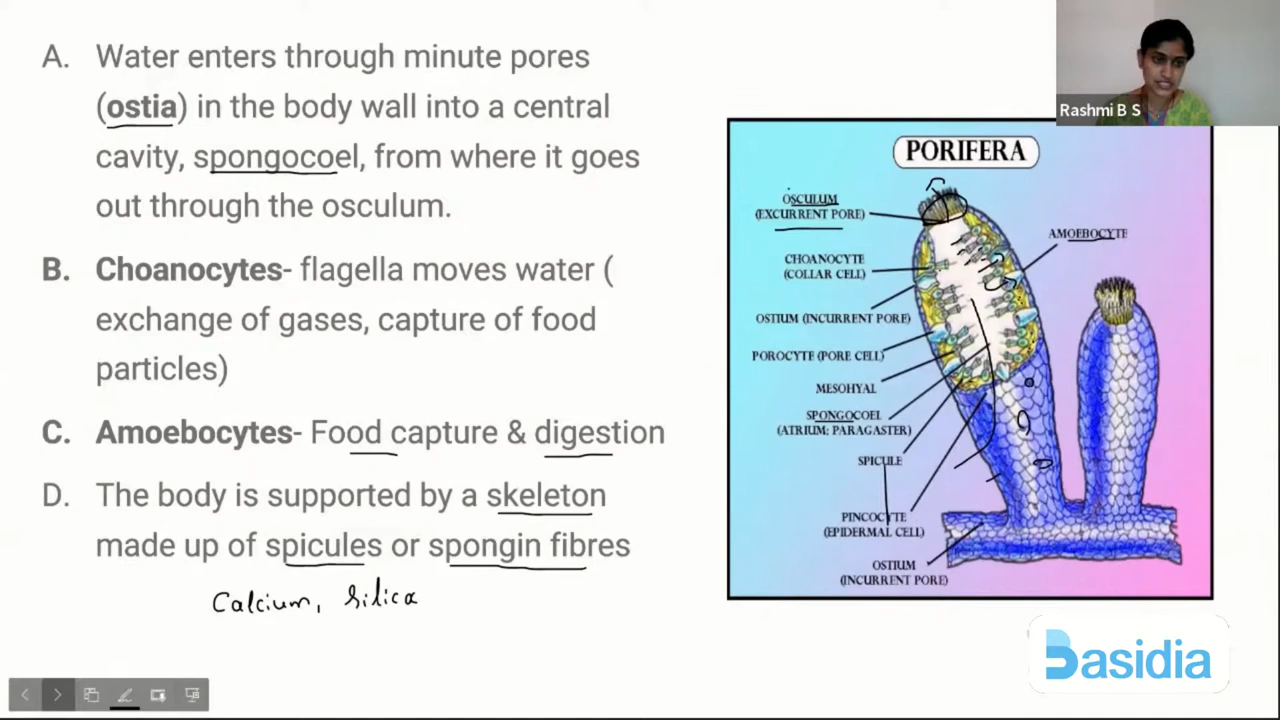 A. Water enters through minute pores
(ostia) in the body wall into a central
cavity, spongocoel, from where it goes
out through the osculum.
B. Choanocytes- flagella moves water (
exchange of gases, capture of food
particles)
C. Amoebocytes- Food capture & digestion
D. The body is supported by a skeleton
made up of spicules or spongin fibres
Calcium, Silica
Rashmi B S
PORIFERA
OSCULUM
(EXCURRENT PORE)
AMOEBOCYTE
CHOANOCYTE
(COLLAR CELL)
OSTIUM (INCURRENT PORE)
POROCYTE (PORE CELL)
MESOHYAL
SPONGOCOEL
(ATRIUM; PARAGASTER)
SPICULE
PINCOCYTE
(EPIDERMAL CELL)
OSTIUM
(INCURRENT PORE)
Basidia